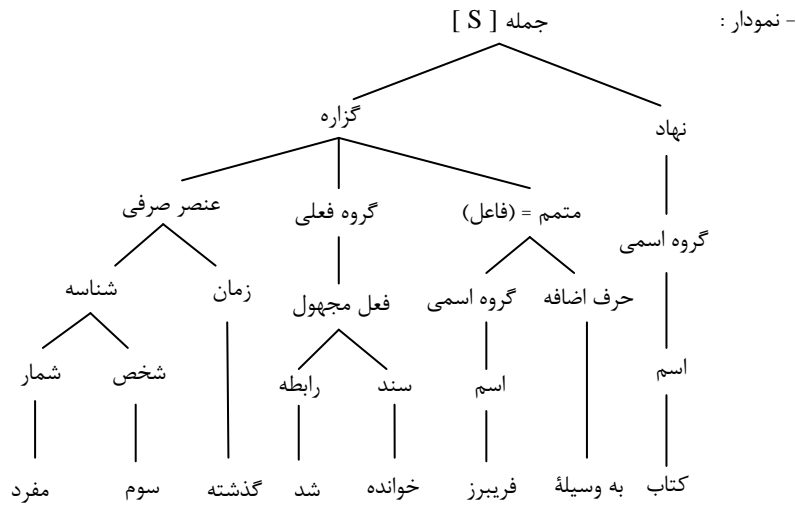 - نمودار :
جمله [ S ]
نهاد
گزاره
متمم = (فاعل)
گروه فعلی
عنصر صرفی
گروه اسمی
حرف اضافه
گروه اسمی
فعل مجهول
زمان
شناسه
اسم
اسم
سند
رابطه
شخص
شمار
کتاب
به وسیلۀ
فریبرز
خوانده
شد
گذشته
سوم
مفرد